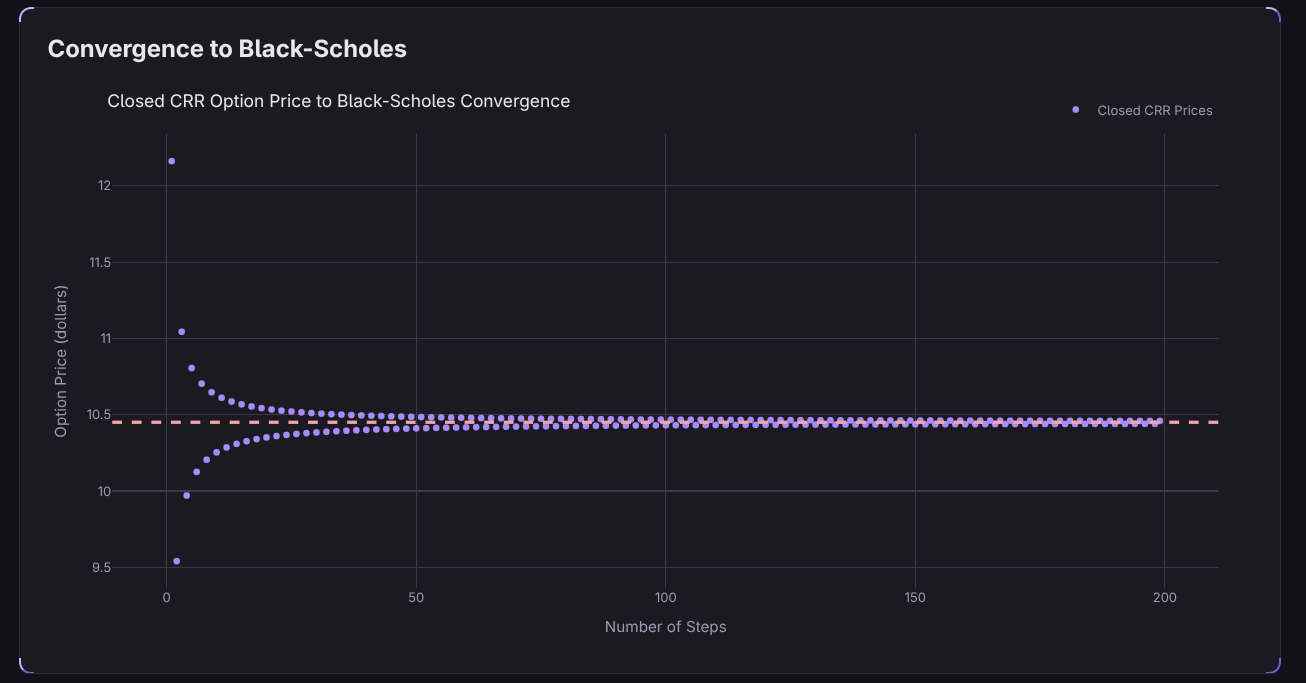 Convergence to Black-Scholes
Closed CRR Option Price to Black-Scholes Convergence
Closed CRR Prices
Option Price (dollars)
12
11.5
11
10.5
10
9.5
0 50 100 150 200
Number of Steps